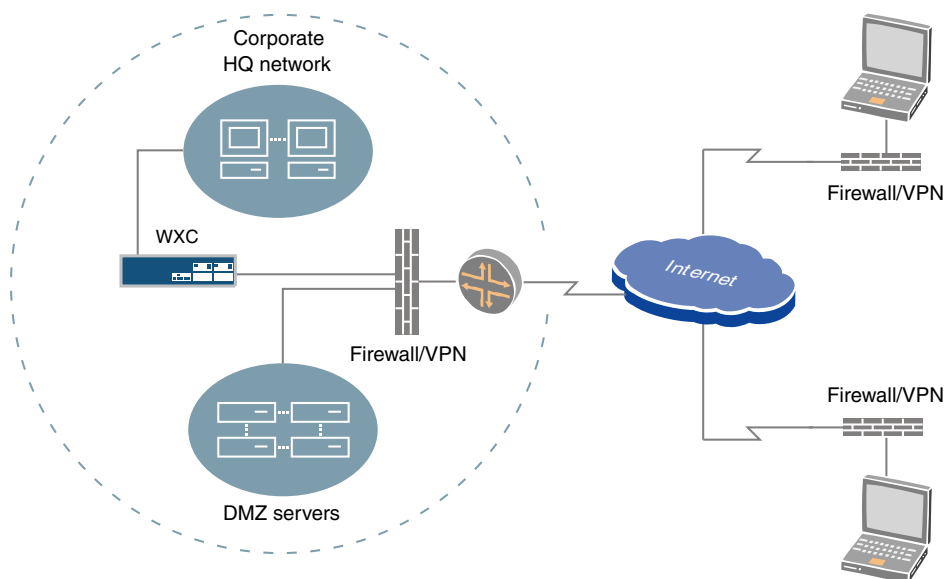 Corporate
HQ network
WXC
Firewall/VPN
DMZ servers
Internet
Firewall/VPN
Firewall/VPN